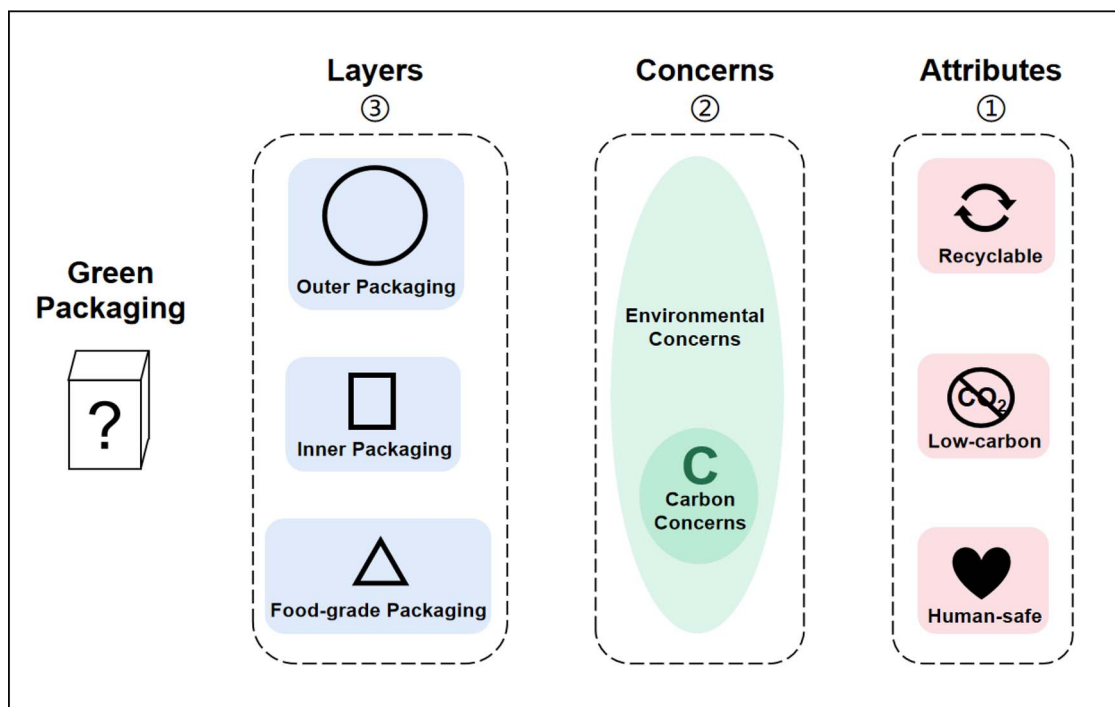 Layers
③
Concerns
②
Attributes
①
Green
Packaging
?
Outer Packaging
Inner Packaging
Food-grade Packaging
Environmental
Concerns
C
Carbon
Concerns
Recyclable
CO₂
Low-carbon
Human-safe